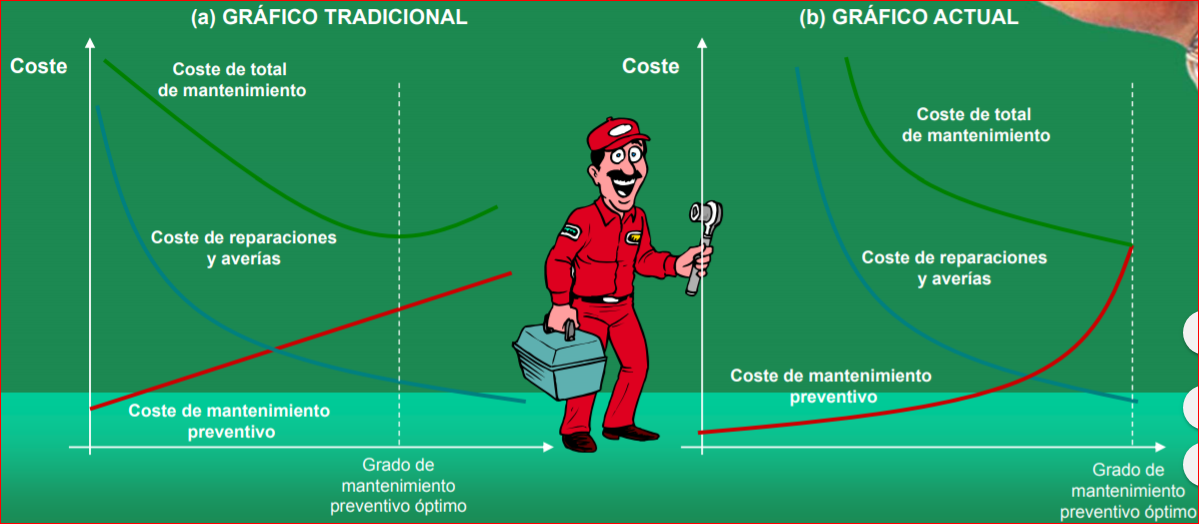 (a) GRÁFICO TRADICIONAL
Coste
Coste de total
de mantenimiento
Coste de reparaciones
y averías
Coste de mantenimiento
preventivo
Grado de
mantenimiento
preventivo óptimo
(b) GRÁFICO ACTUAL
Coste
Coste de total
de mantenimiento
Coste de reparaciones
y averías
Coste de mantenimiento
preventivo
Grado de
mantenimiento
preventivo óptimo